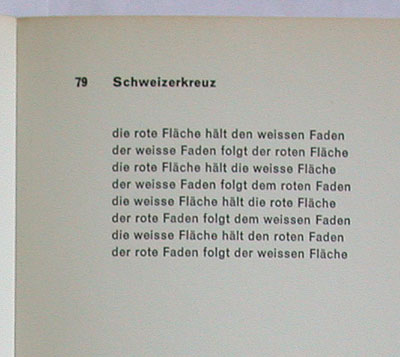 79 Schweizerkreuz
die rote Fläche hält den weissen Faden
der weisse Faden folgt der roten Fläche
die rote Fläche hält die weisse Fläche
der weisse Faden folgt dem roten Faden
die weisse Fläche hält die rote Fläche
der rote Faden folgt dem weissen Faden
die weisse Fläche hält den roten Faden
der rote Faden folgt der weissen Fläche